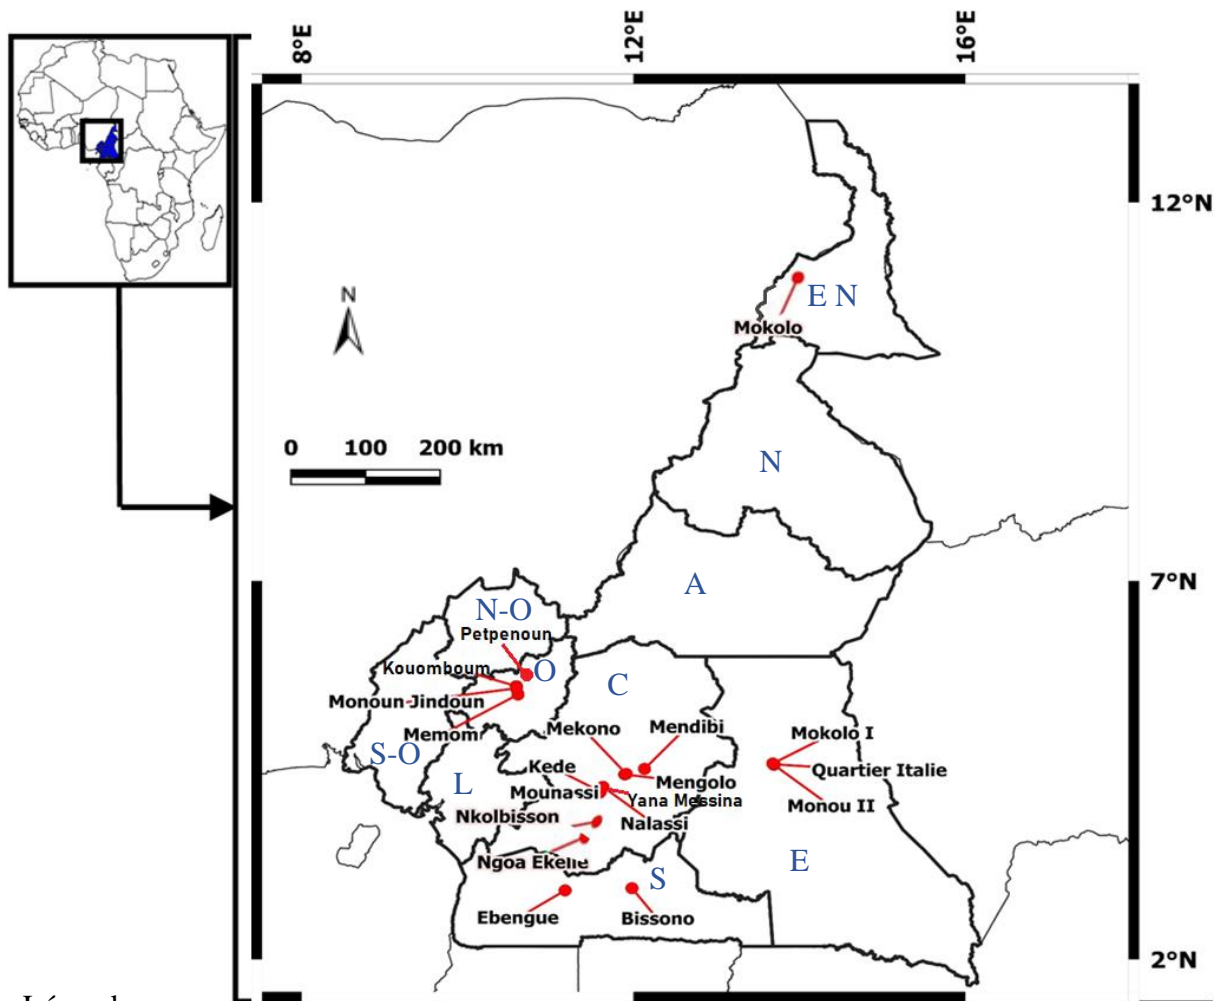 8°E 12°E 16°E
12°N
E N
N
Mokolo
0 100 200 km
N
7°N
A
N-O
Petpenoun
O
Kouomboum
C
Monoun Jindoun
Memom
Mekono
Mendibi
Mokolo I
S-O
Kede
Quartier Italie
L
Mengolo
Mounassi
Yana Messina
Monou II
Nkolbisson
Nalassi
Ngoa Ekelle
E
S
Ebengue
Bissono
2°N